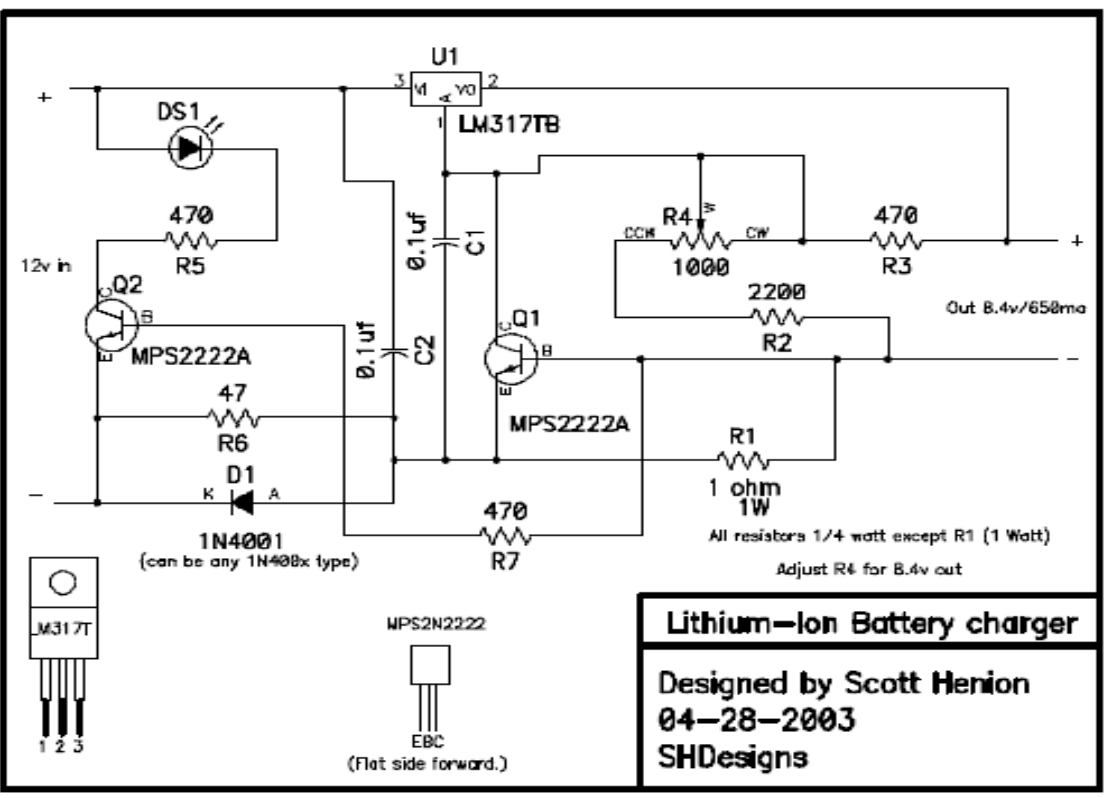 U1
+
3
VI
A
VO
2
1
LM317TB
DS1
470
R5
12v in
Q2
C
B
E
MPS2222A
0.1uf
C1
0.1uf
C2
R4
W
CCW
CW
1000
470
R3
+
2200
R2
Out 8.4v/650ma
−
Q1
C
B
E
MPS2222A
47
R6
D1
K
A
−
1N4001
(can be any 1N400x type)
R1
1 ohm
1W
470
R7
All resistors 1/4 watt except R1 (1 Watt)
Adjust R4 for 8.4v out
LM317T
1 2 3
MPS2N2222
EBC
(Flat side forward.)
Lithium-Ion Battery charger
Designed by Scott Henion
04-28-2003
SHDesigns